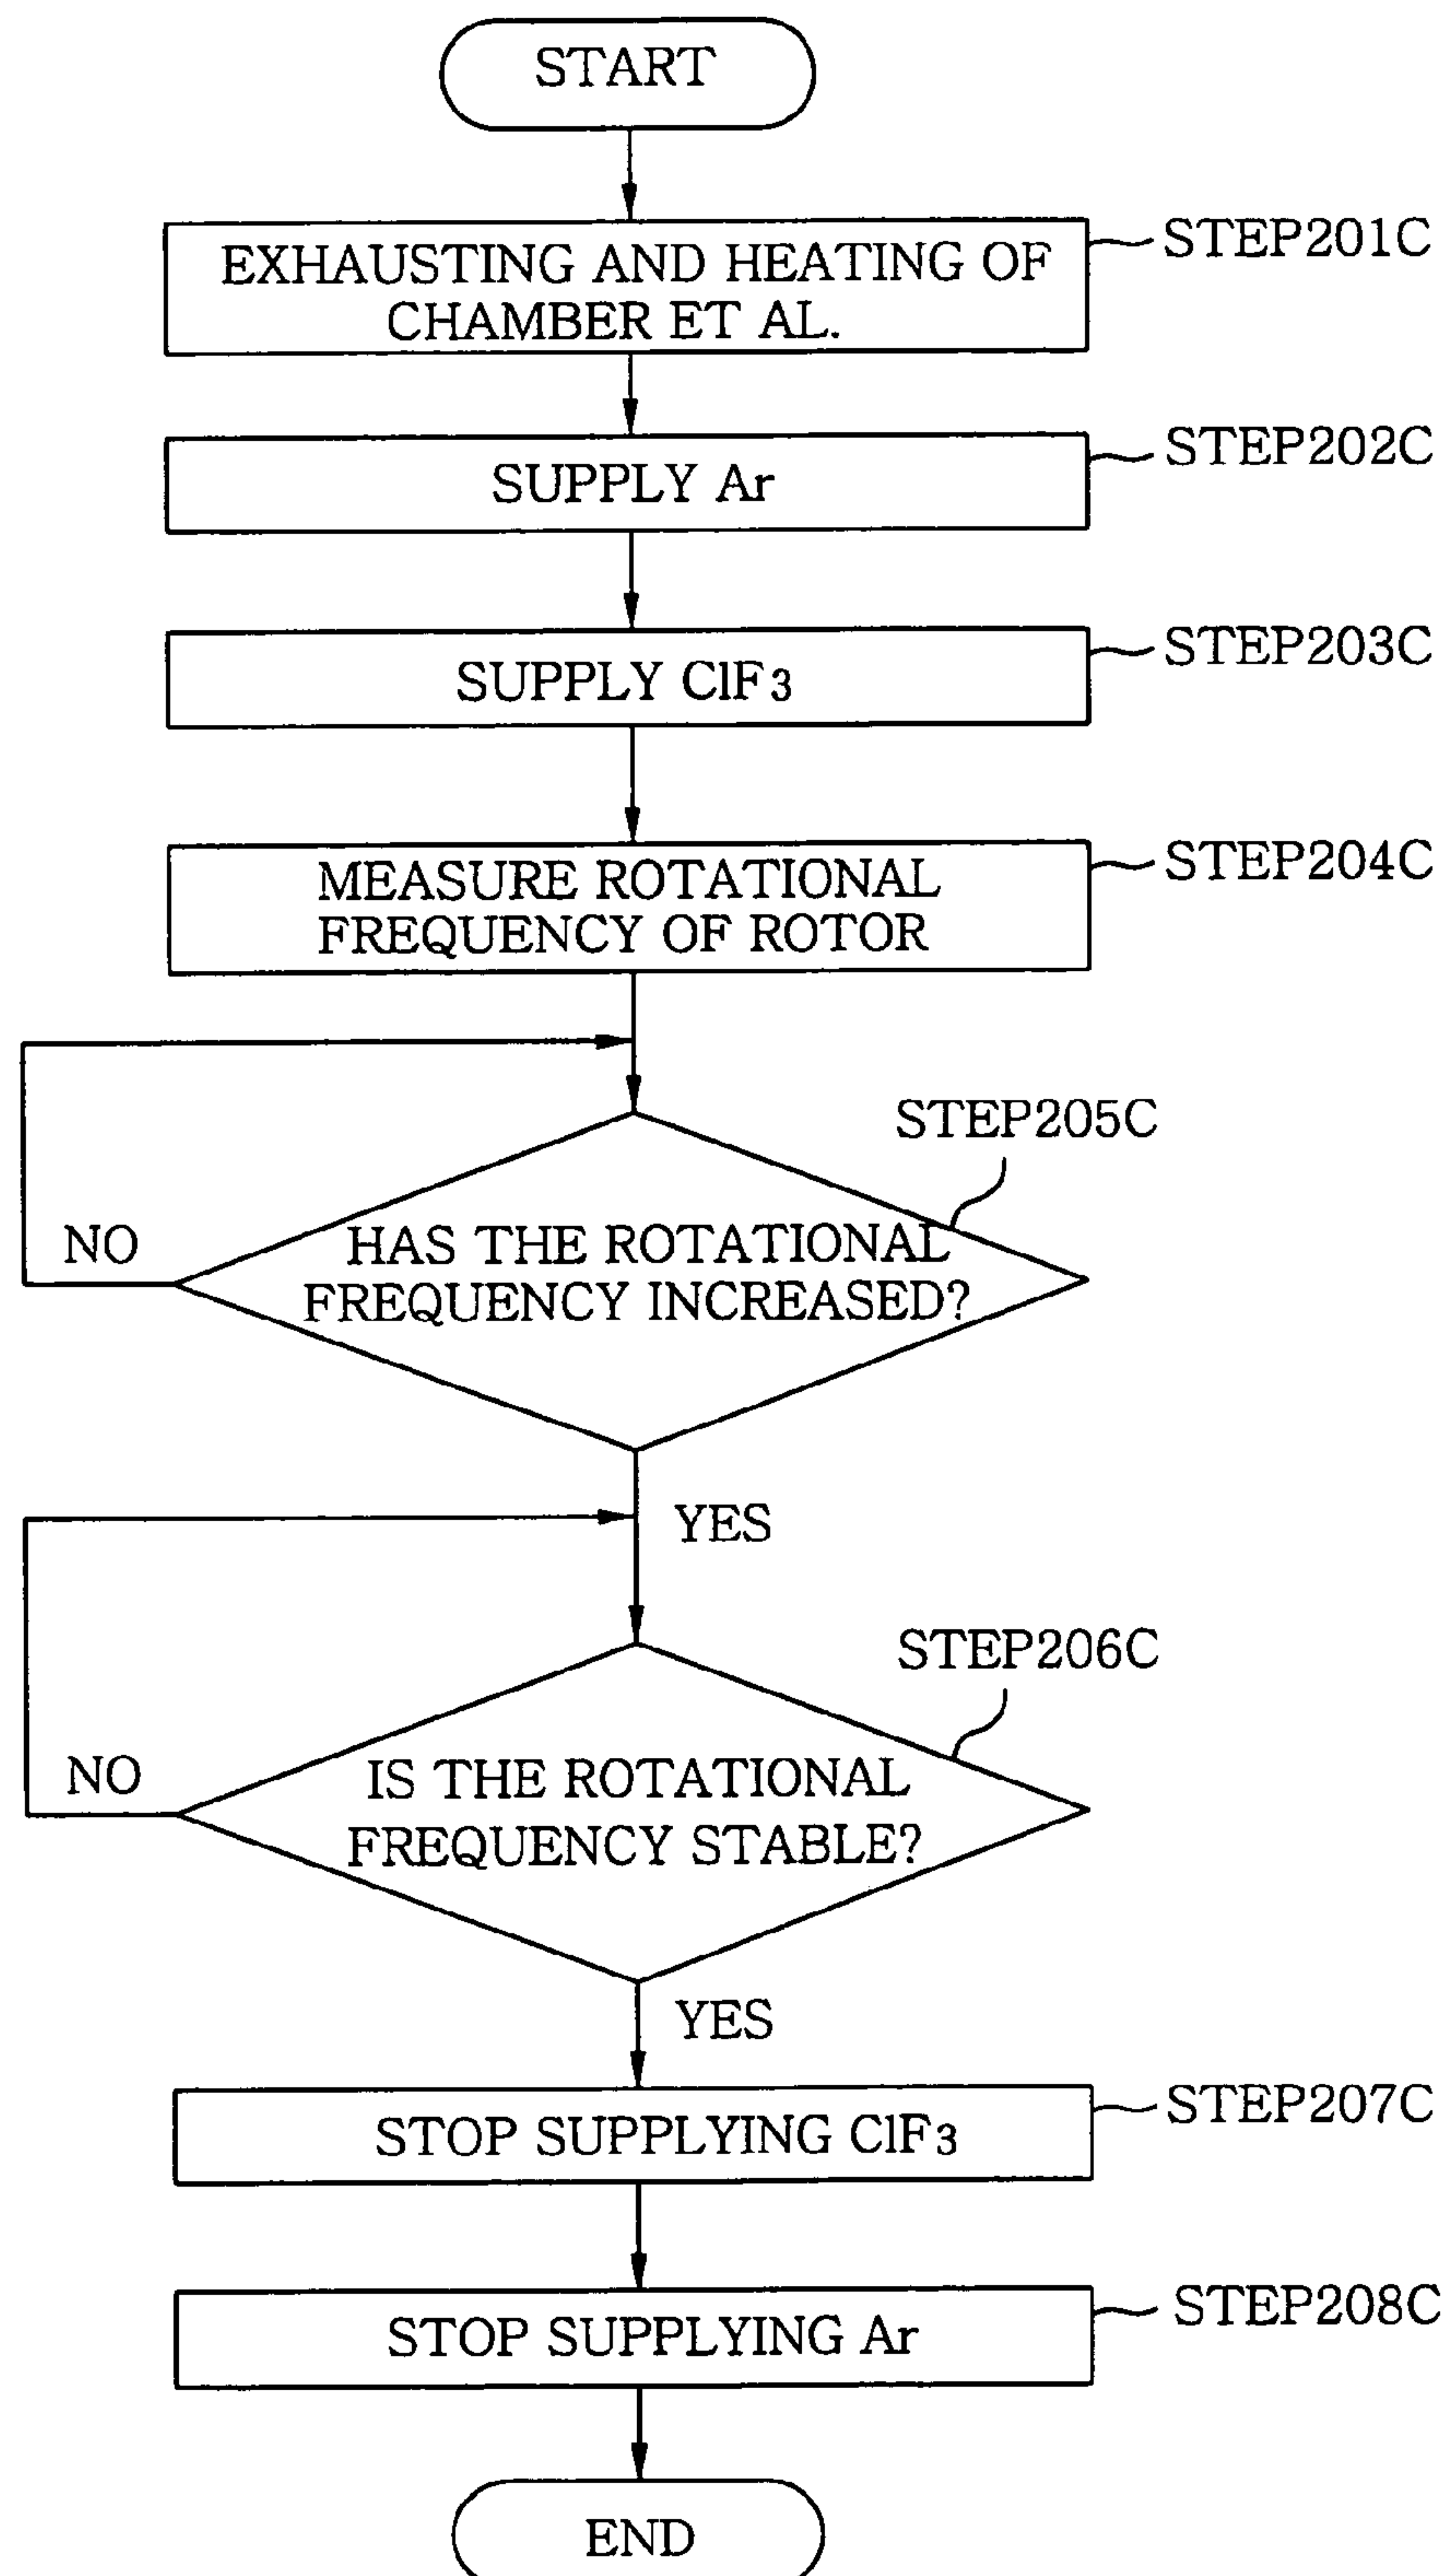 START
EXHAUSTING AND HEATING OF
CHAMBER ET AL.
STEP201C
SUPPLY Ar
STEP202C
SUPPLY ClF3
STEP203C
MEASURE ROTATIONAL
FREQUENCY OF ROTOR
STEP204C
STEP205C
HAS THE ROTATIONAL
FREQUENCY INCREASED?
NO
YES
STEP206C
IS THE ROTATIONAL
FREQUENCY STABLE?
NO
YES
STOP SUPPLYING ClF3
STEP207C
STOP SUPPLYING Ar
STEP208C
END